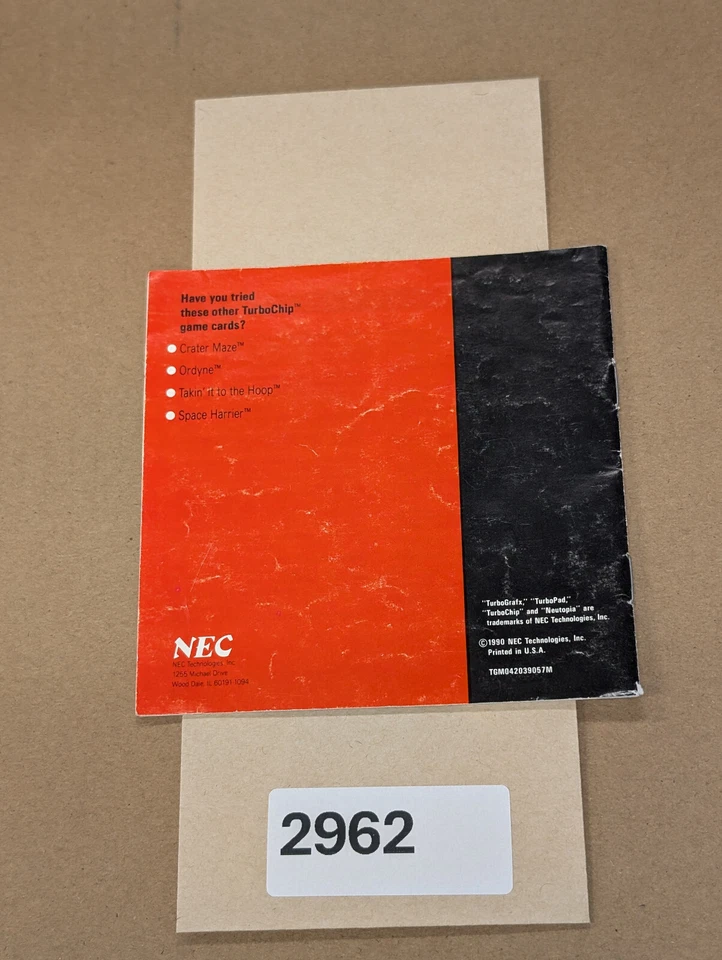 Have you tried
these other TurboChip™
game cards?
Crater Maze™
Ordyne™
Takin' it to the Hoop™
Space Harrier™
"TurboGrafx," "TurboPad,"
"TurboChip" and "Neutopia" are
trademarks of NEC Technologies, Inc.
©1990 NEC Technologies, Inc.
Printed in U.S.A.
TGM042039057M
NEC
NEC Technologies, Inc.
1255 Michael Drive
Wood Dale, IL 60191-1094
2962